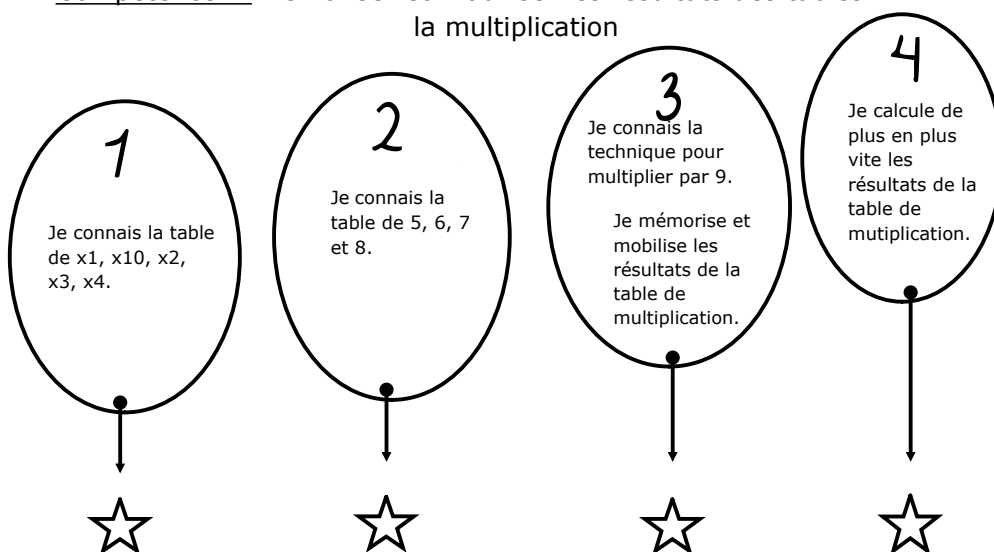 la multiplication
1
Je connais la table
de x1, x10, x2,
x3, x4.
2
Je connais la
table de 5, 6, 7
et 8.
3
Je connais la
technique pour
multiplier par 9.
Je mémorise et
mobilise les
résultats de la
table de
multiplication.
4
Je calcule de
plus en plus
vite les
résultats de la
table de
mutiplication.